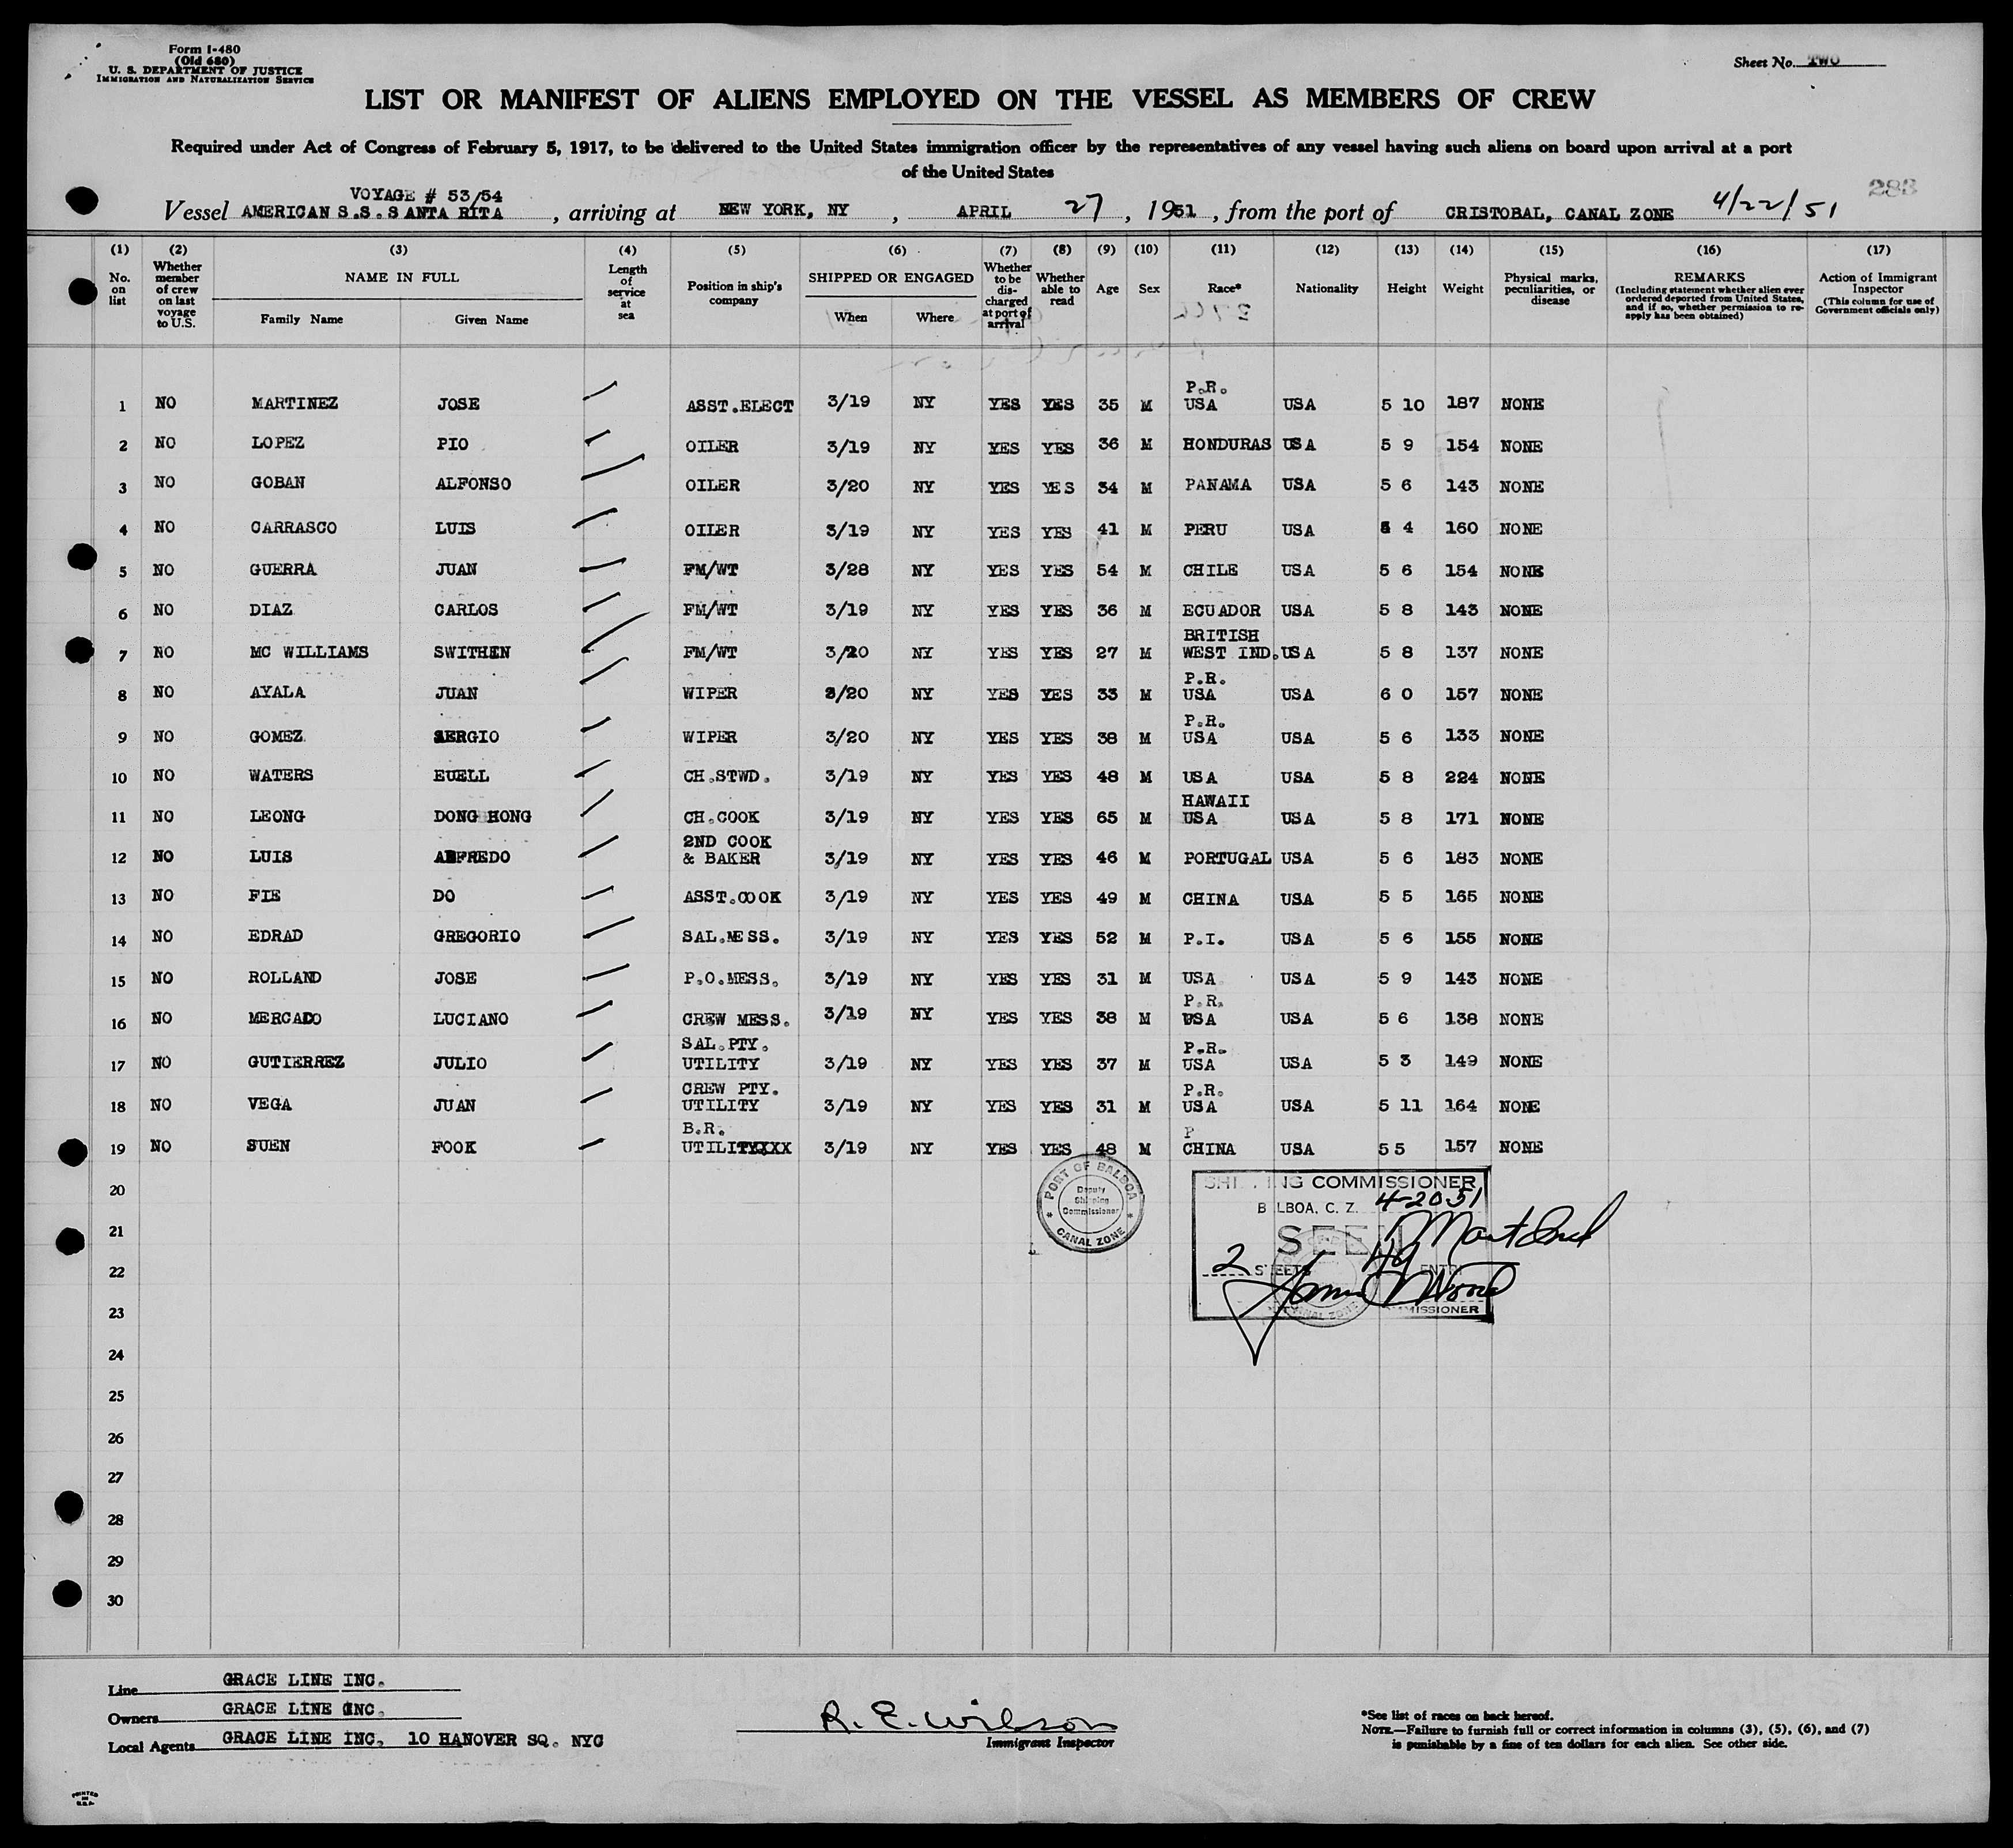 Form I-480
(Old 680)
U. S. DEPARTMENT OF JUSTICE
IMMIGRATION AND NATURALIZATION SERVICE
Sheet No. TWO
LIST OR MANIFEST OF ALIENS EMPLOYED ON THE VESSEL AS MEMBERS OF CREW
Required under Act of Congress of February 5, 1917, to be delivered to the United States immigration officer by the representatives of any vessel having such aliens on board upon arrival at a port
of the United States
283
VOYAGE # 53/54
Vessel AMERICAN S.S. SANTA RITA, arriving at NEW YORK, NY, APRIL 27, 1951, from the port of CRISTOBAL, CANAL ZONE 4/22/51
(1) (2) (3) (4) (5) (6) (7) (8) (9) (10) (11) (12) (13) (14) (15) (16) (17)
No. on list
Whether member of crew on last voyage to U.S.
NAME IN FULL
Family Name Given Name
Length of service at sea
Position in ship's company
SHIPPED OR ENGAGED
When Where
Whether to be discharged at port of arrival
Whether able to read
Age Sex Race* Nationality Height Weight
Physical marks, peculiarities, or disease
REMARKS
(Including statement whether alien ever ordered deported from United States, and if so, whether permission to re-apply has been obtained)
Action of Immigrant Inspector
(This column for use of Government officials only)
P.R.
1 NO MARTINEZ JOSE ASST.ELECT 3/19 NY YES YES 35 M USA USA 5 10 187 NONE
2 NO LOPEZ PIO OILER 3/19 NY YES YES 36 M HONDURAS USA 5 9 154 NONE
3 NO GOBAN ALFONSO OILER 3/20 NY YES YES 34 M PANAMA USA 5 6 143 NONE
4 NO CARRASCO LUIS OILER 3/19 NY YES YES 41 M PERU USA 5 4 160 NONE
5 NO GUERRA JUAN FM/WT 3/28 NY YES YES 54 M CHILE USA 5 6 154 NONE
6 NO DIAZ CARLOS FM/WT 3/19 NY YES YES 36 M ECUADOR USA 5 8 143 NONE
BRITISH
7 NO MC WILLIAMS SWITHIN FM/WT 3/20 NY YES YES 27 M WEST IND. USA 5 8 137 NONE
P.R.
8 NO AYALA JUAN WIPER 3/20 NY YES YES 33 M USA USA 6 0 157 NONE
P.R.
9 NO GOMEZ SERGIO WIPER 3/20 NY YES YES 38 M USA USA 5 6 133 NONE
10 NO WATERS EUELL CH.STWD. 3/19 NY YES YES 48 M USA USA 5 8 224 NONE
HAWAII
11 NO LEONG DONG HONG CH.COOK 3/19 NY YES YES 65 M USA USA 5 8 171 NONE
2ND COOK
12 NO LUIS ALFREDO & BAKER 3/19 NY YES YES 46 M PORTUGAL USA 5 6 183 NONE
13 NO FIE DO ASST.COOK 3/19 NY YES YES 49 M CHINA USA 5 5 165 NONE
14 NO EDRAD GREGORIO SAL.MESS. 3/19 NY YES YES 52 M P.I. USA 5 6 155 NONE
15 NO ROLLAND JOSE P.O.MESS. 3/19 NY YES YES 31 M USA USA 5 9 143 NONE
P.R.
16 NO MERCADO LUCIANO CREW MESS. 3/19 NY YES YES 38 M USA USA 5 6 138 NONE
SAL.PTY. P.R.
17 NO GUTIERREZ JULIO UTILITY 3/19 NY YES YES 37 M USA USA 5 3 149 NONE
CREW PTY. P.R.
18 NO VEGA JUAN UTILITY 3/19 NY YES YES 31 M USA USA 5 11 164 NONE
B.R. P
19 NO SUEN FOOK UTILITYXXX 3/19 NY YES YES 48 M CHINA USA 5 5 157 NONE
20
21
22
23
24
25
26
27
28
29
30
PORT OF BALBOA
Deputy
Shipping
Commissioner
CANAL ZONE
SHIPPING COMMISSIONER
BALBOA, C. Z. 4-20-51
SEEN
2 SHEETS 49 ENTRI
COMMISSIONER
Line GRACE LINE INC.
Owners GRACE LINE INC.
Local Agents GRACE LINE INC. 10 HANOVER SQ. NYC
R. E. Wilson
Immigrant Inspector
*See list of races on back hereof.
NOTE.—Failure to furnish full or correct information in columns (3), (5), (6), and (7)
is punishable by a fine of ten dollars for each alien. See other side.
PRINTED
IN
U.S.A.